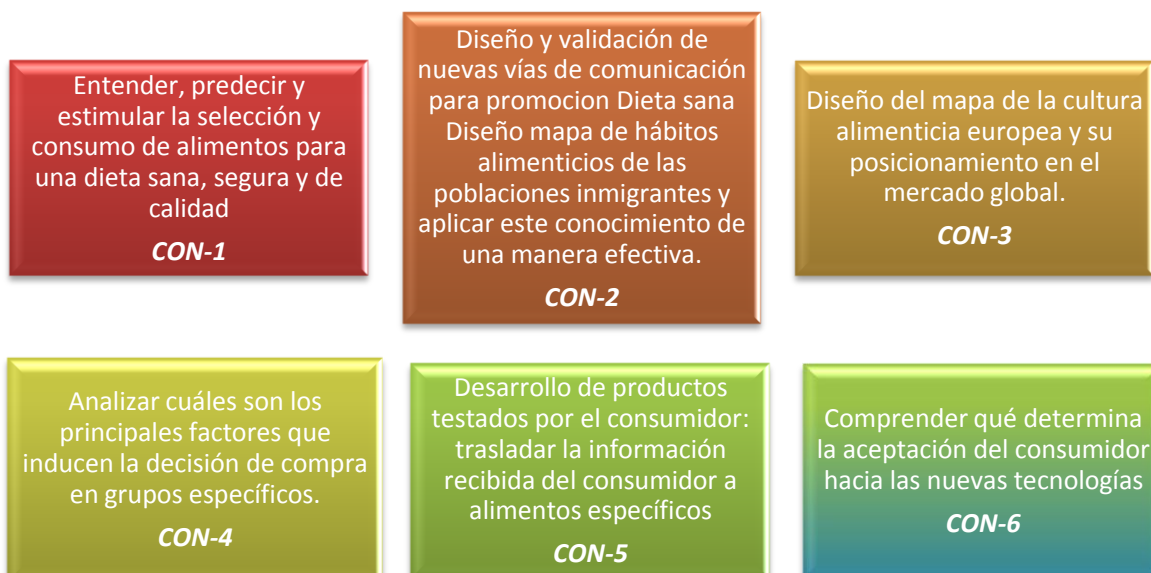 Entender, predecir y
estimular la selección y
consumo de alimentos para
una dieta sana, segura y de
calidad
CON-1
Diseño y validación de
nuevas vías de comunicación
para promocion Dieta sana
Diseño mapa de hábitos
alimenticios de las
poblaciones inmigrantes y
aplicar este conocimiento de
una manera efectiva.
CON-2
Diseño del mapa de la cultura
alimenticia europea y su
posicionamiento en el
mercado global.
CON-3
Analizar cuáles son los
principales factores que
inducen la decisión de compra
en grupos específicos.
CON-4
Desarrollo de productos
testados por el consumidor:
trasladar la información
recibida del consumidor a
alimentos específicos
CON-5
Comprender qué determina
la aceptación del consumidor
hacia las nuevas tecnologías
CON-6